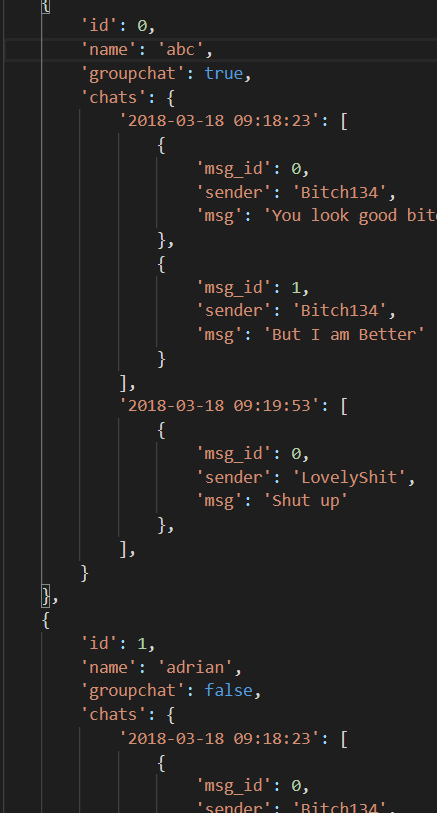 {
'id': 0,
'name': 'abc',
'groupchat': true,
'chats': {
'2018-03-18 09:18:23': [
{
'msg_id': 0,
'sender': 'Bitch134',
'msg': 'You look good bitc
},
{
'msg_id': 1,
'sender': 'Bitch134',
'msg': 'But I am Better'
}
],
'2018-03-18 09:19:53': [
{
'msg_id': 0,
'sender': 'LovelyShit',
'msg': 'Shut up'
},
],
}
},
{
'id': 1,
'name': 'adrian',
'groupchat': false,
'chats': {
'2018-03-18 09:18:23': [
{
'msg_id': 0,
'sender': 'Bitch134',